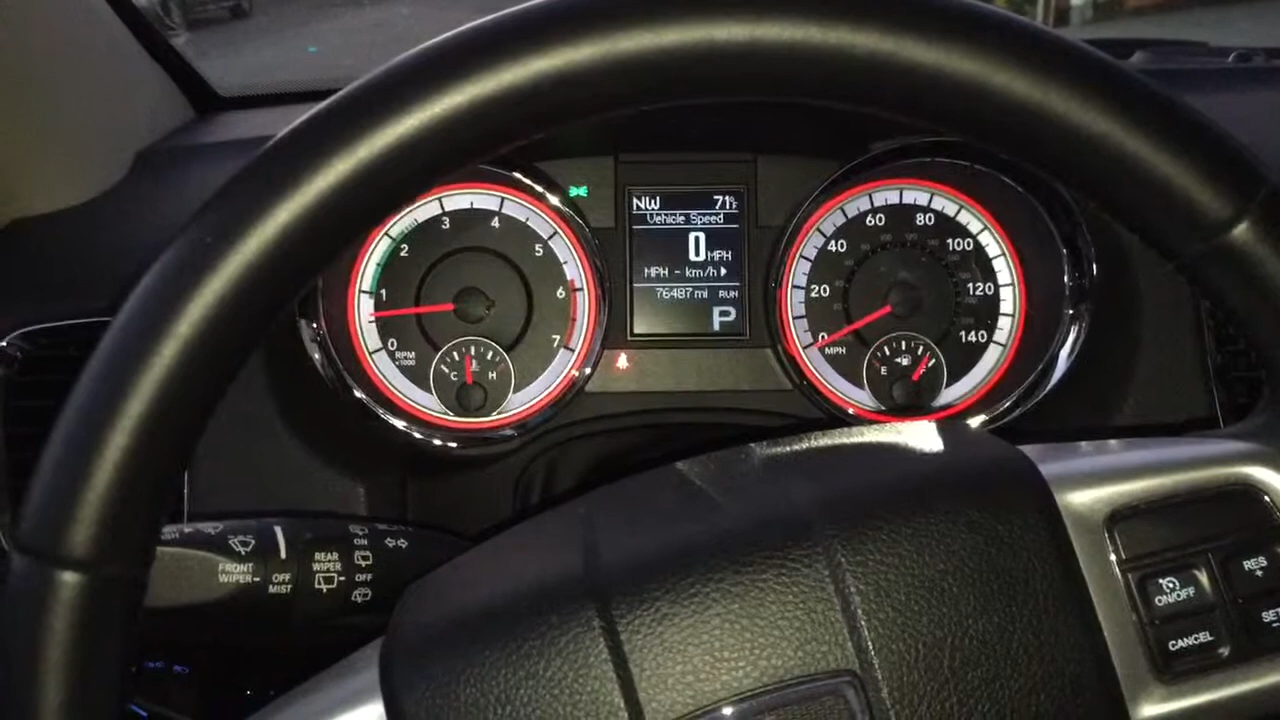 NW 71°F
Vehicle Speed
0 MPH
MPH - km/h
76487 mi RUN
P
0 1 2 3 4 5 6 7
RPM
x1000
C H
0 20 40 60 80 100 120 140
MPH
E F
FRONT
WIPER
OFF
MIST
REAR
WIPER
ON
OFF
ON/OFF
CANCEL
RES
+
SET
-